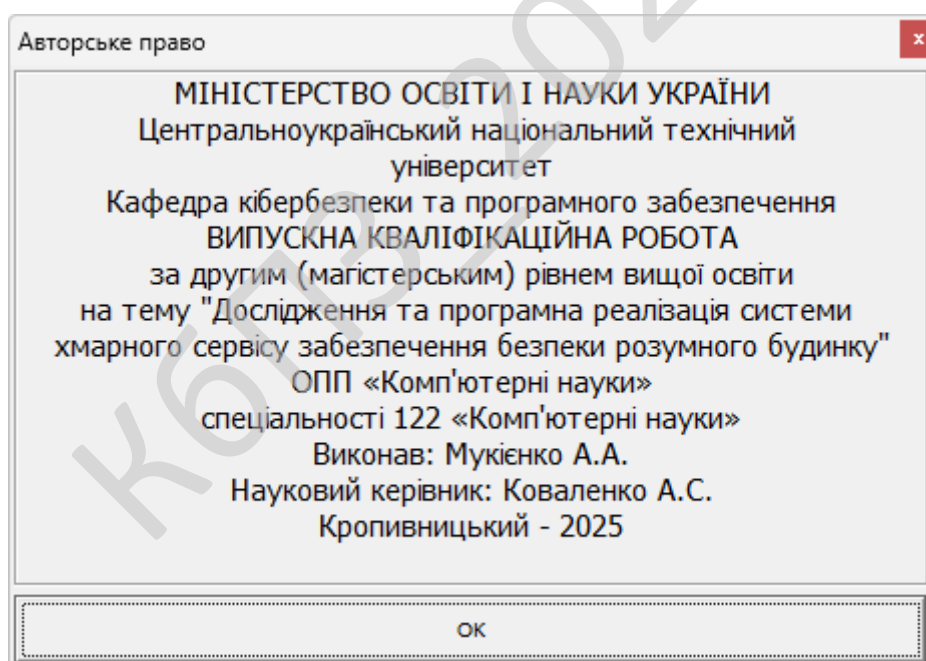 Авторське право
x
МІНІСТЕРСТВО ОСВІТИ І НАУКИ УКРАЇНИ
Центральноукраїнський національний технічний
університет
Кафедра кібербезпеки та програмного забезпечення
ВИПУСКНА КВАЛІФІКАЦІЙНА РОБОТА
за другим (магістерським) рівнем вищої освіти
на тему "Дослідження та програмна реалізація системи
хмарного сервісу забезпечення безпеки розумного будинку"
ОПП «Комп'ютерні науки»
спеціальності 122 «Комп'ютерні науки»
Виконав: Мукієнко А.А.
Науковий керівник: Коваленко А.С.
Кропивницький - 2025
ОК